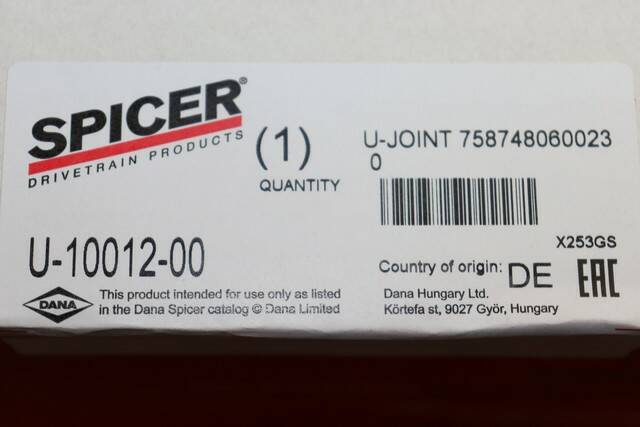 SPICER®
DRIVETRAIN PRODUCTS
(1)
QUANTITY
U-JOINT 758748060023
0
X253GS
U-10012-00
Country of origin: DE
EAC
DANA
This product intended for use only as listed
in the Dana Spicer catalog © Dana Limited
Dana Hungary Ltd.
Körtefa st, 9027 Győr, Hungary